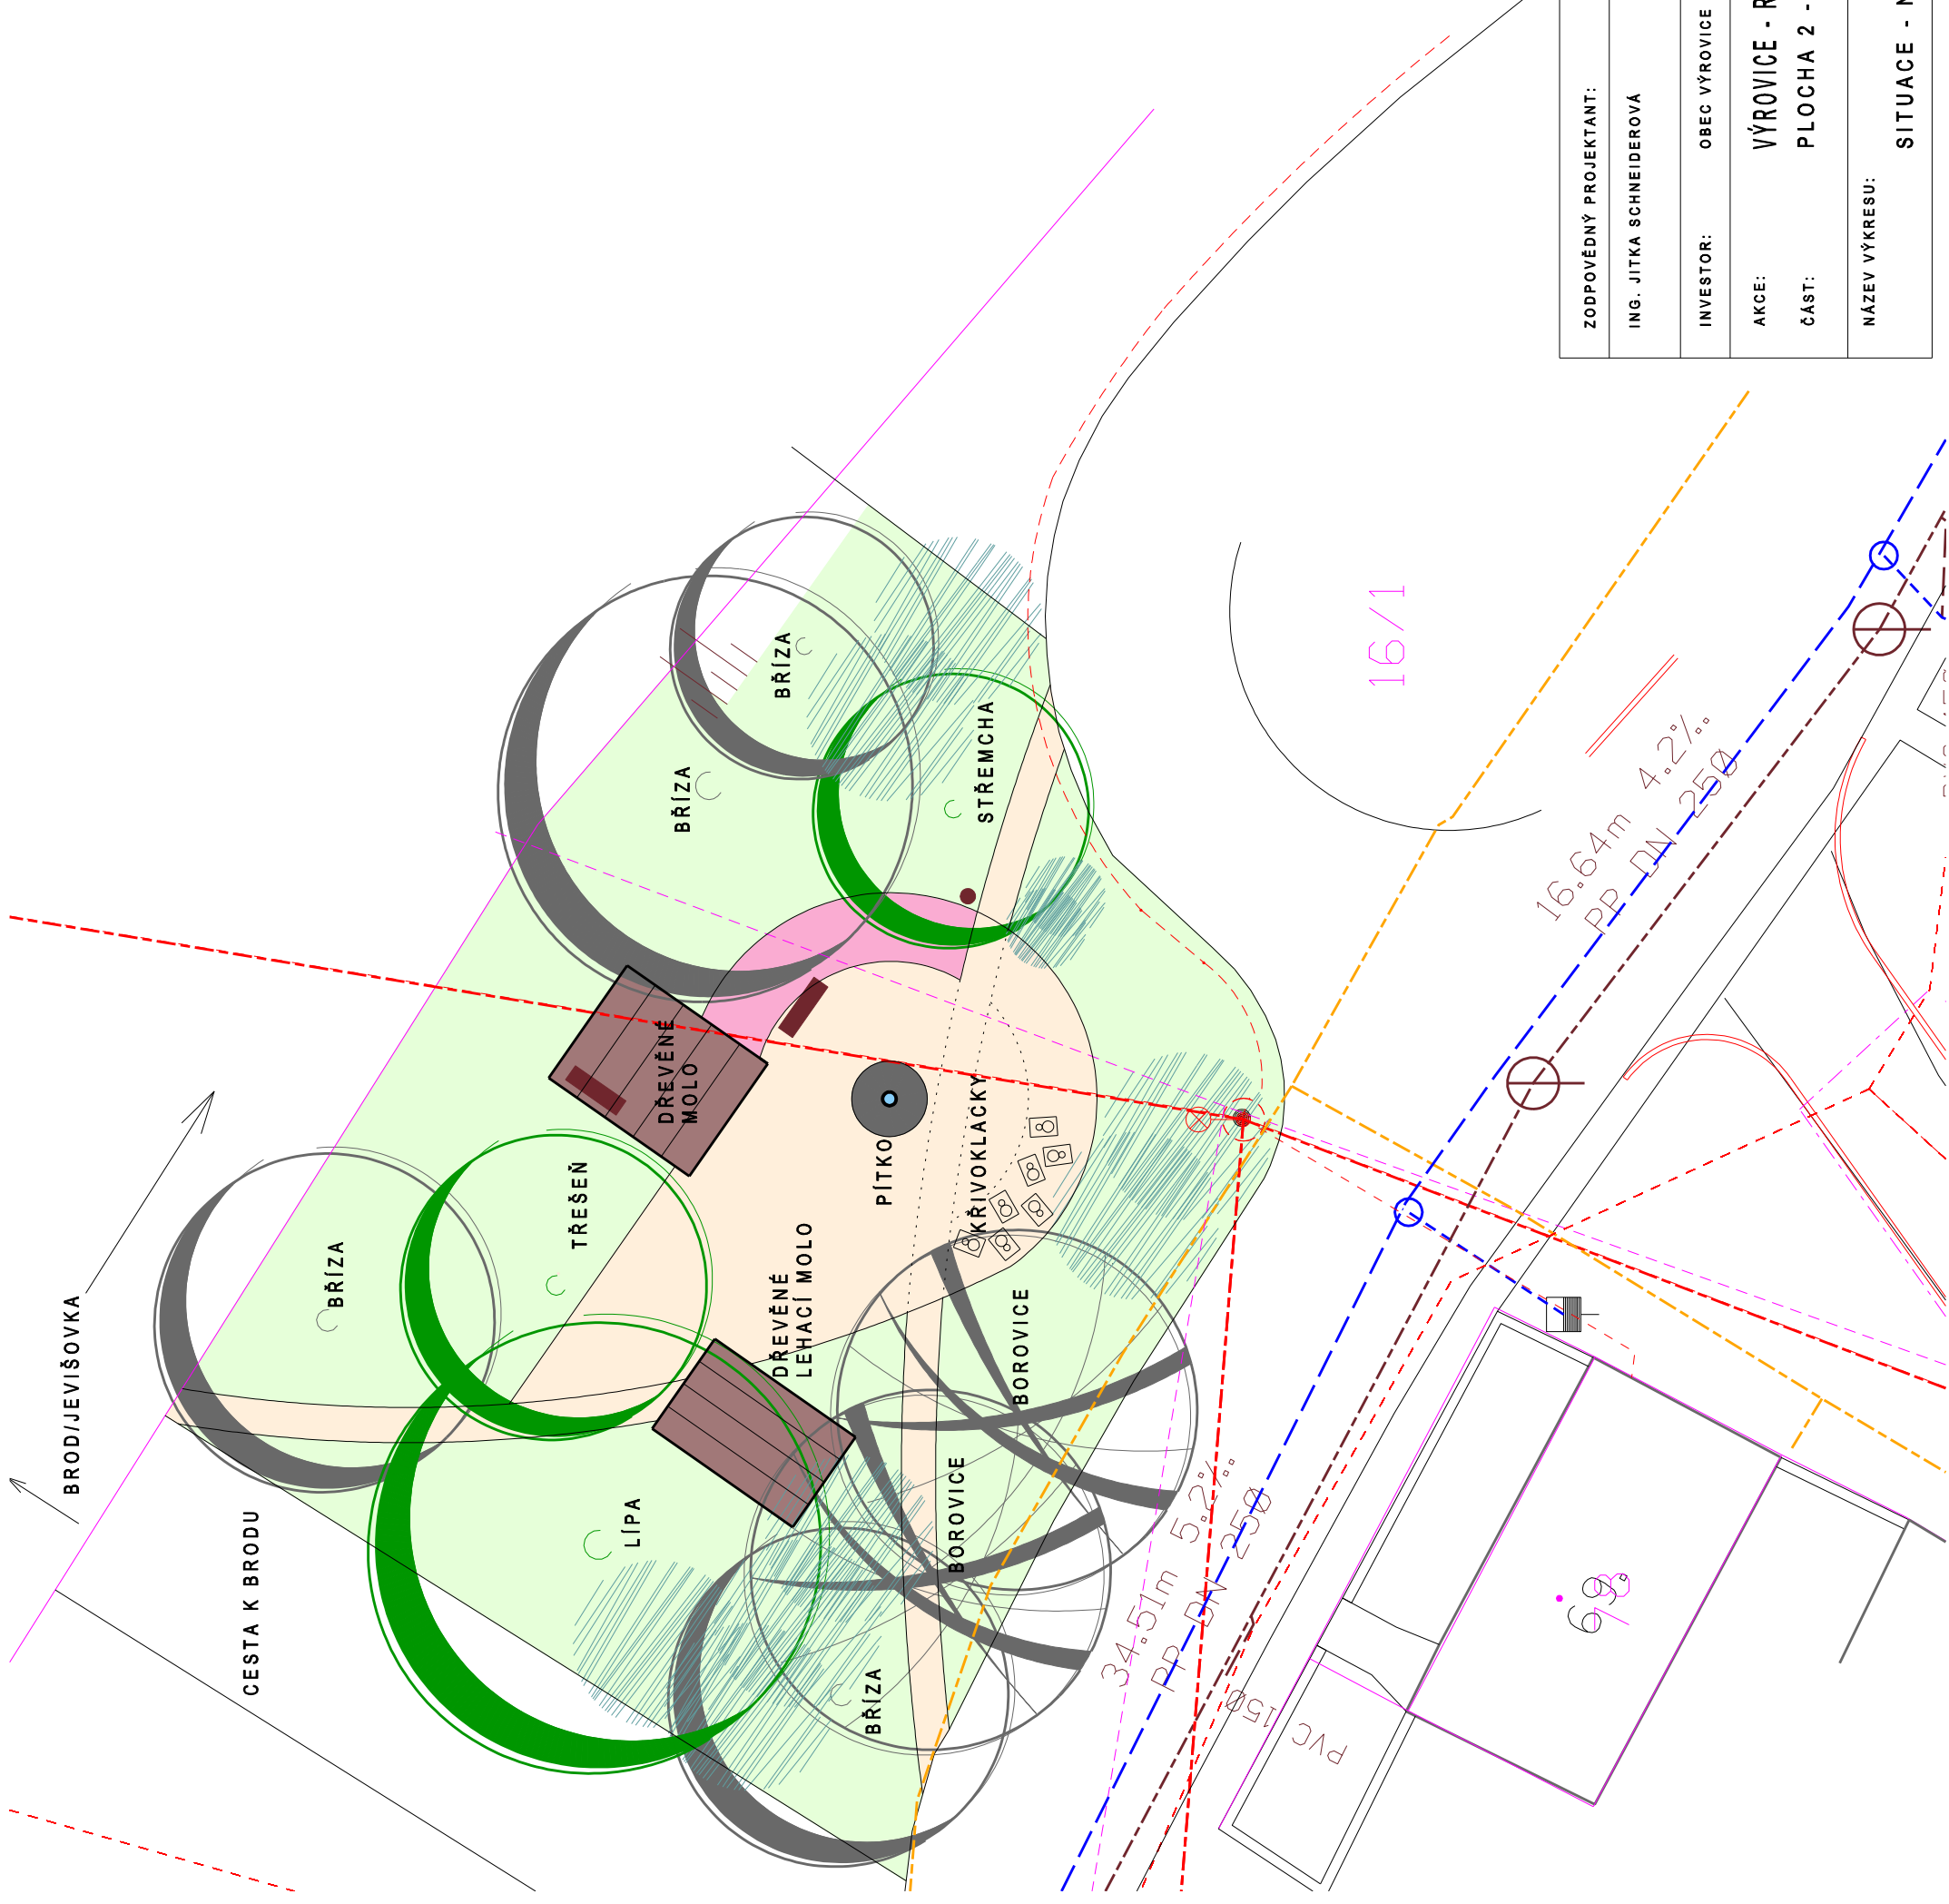 ZODPOVĚDNÝ PROJEKTANT:
ING. JITKA SCHNEIDEROVÁ
INVESTOR: OBEC VÝROVICE
AKCE: VÝROVICE - R
ČÁST: PLOCHA 2 -
NÁZEV VÝKRESU:
SITUACE -
BROD/JEVIŠOVKA
CESTA K BRODU
BŘÍZA
TŘEŠEŇ
LÍPA
DŘEVĚNÉ
MOLO
BŘÍZA
BŘÍZA
STŘEMCHA
PÍTKO
KŘIVOKLACKY
DŘEVĚNÉ
LEHACÍ MOLO
BOROVICE
BOROVICE
BŘÍZA
16/1
16.64m 4.2%.
PP DN 250
34.51m 5.2%.
PP DN 250
PVC 150